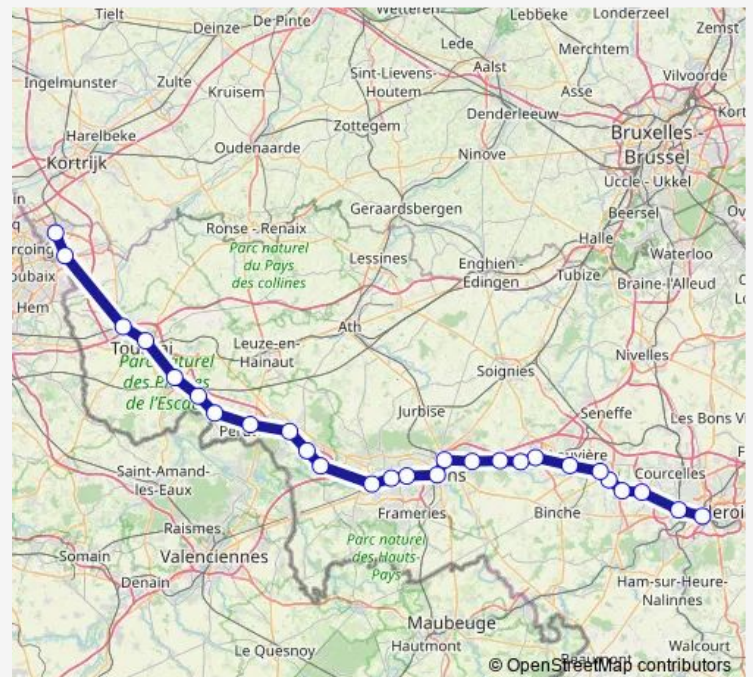 Tielt
Deinze
De Pinte
Wetteren
Lebbeke
Londerzeel
Zemst
Lede
Aalst
Merchtem
Ingelmunster
Zulte
Kruisem
Sint-Lievens-
Houtem
Asse
Vilvoorde
Zottegem
Denderleeuw
Harelbeke
Oudenaarde
Bruxelles -
Brussel
Kortrijk
Ninove
Uccle - Ukkel
Geraardsbergen
Beersel
Ronse - Renaix
Parc naturel
du Pays
des collines
Lessines
Enghien -
Edingen
Halle
Tubize
Waterloo
Braine-l'Alleud
Hem
Ath
Leuze-en-
Hainaut
Nivelles
Soignies
Jurbise
Seneffe
Les Bons V
Saint-Amand-
les-Eaux
Courcelles
Frameries
Binche
Raismes
Valenciennes
Parc naturel
des Hauts-
Pays
Somain
Denain
Ham-sur-Heure-
Nalinnes
Maubeuge
Hautmont
Le Quesnoy
Walcourt
Beaumont
© OpenStreetMap contributors